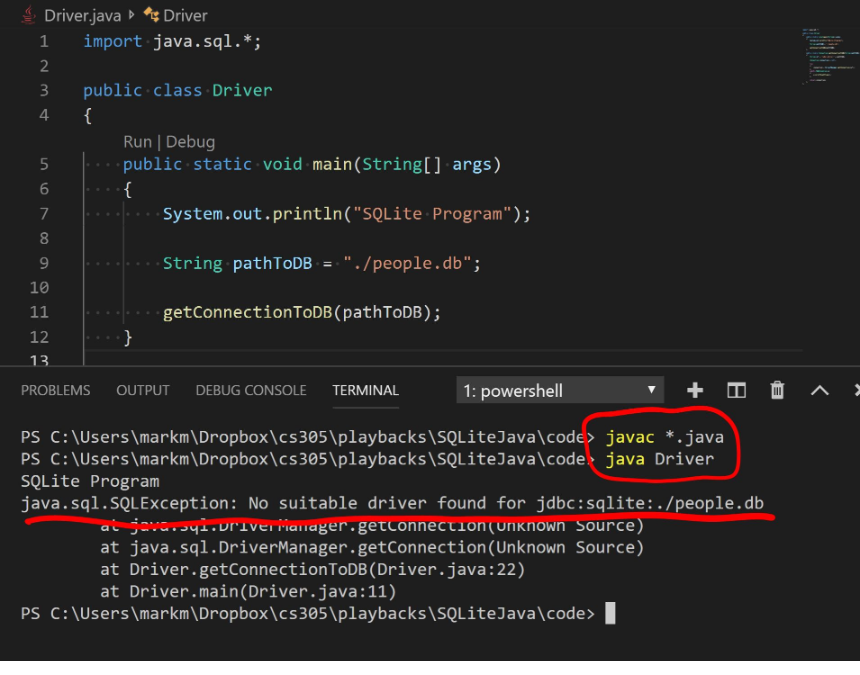 Driver.java Driver
1 import java.sql.*;
2
3 public class Driver
4 {
Run | Debug
5 public static void main(String[] args)
6 {
7 System.out.println("SQLite Program");
8
9 String pathToDB = "./people.db";
10
11 getConnectionToDB(pathToDB);
12 }
13
PROBLEMS OUTPUT DEBUG CONSOLE TERMINAL 1: powershell
PS C:\Users\markm\Dropbox\cs305\playbacks\SQLiteJava\code> javac *.java
PS C:\Users\markm\Dropbox\cs305\playbacks\SQLiteJava\code> java Driver
SQLite Program
java.sql.SQLException: No suitable driver found for jdbc:sqlite:./people.db
at java.sql.DriverManager.getConnection(Unknown Source)
at java.sql.DriverManager.getConnection(Unknown Source)
at Driver.getConnectionToDB(Driver.java:22)
at Driver.main(Driver.java:11)
PS C:\Users\markm\Dropbox\cs305\playbacks\SQLiteJava\code>